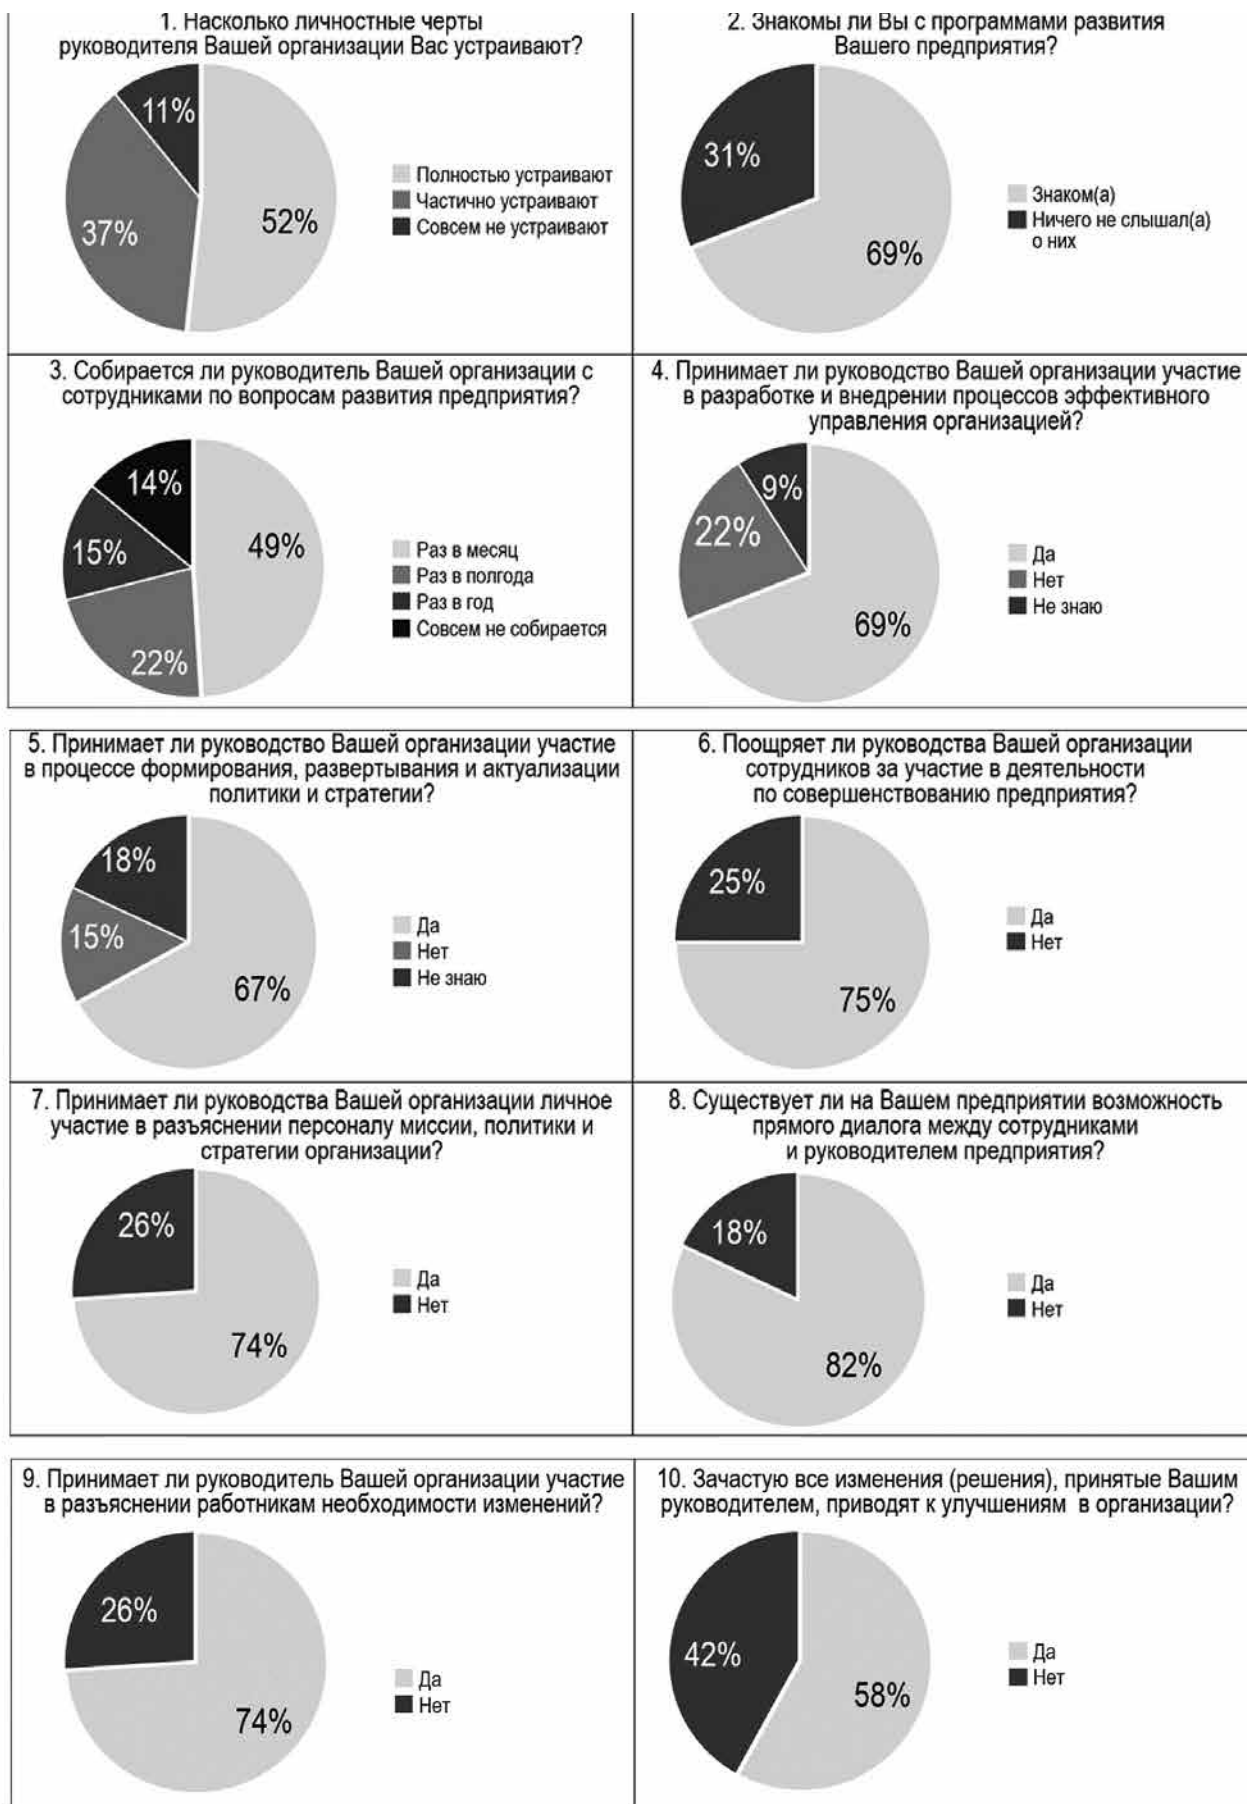 1. Насколько личностные черты
руководителя Вашей организации Вас устраивают?
11%
37%
52%
Полностью устраивают
Частично устраивают
Совсем не устраивают
2. Знакомы ли Вы с программами развития
Вашего предприятия?
31%
69%
Знаком(а)
Ничего не слышал(а)
о них
3. Собирается ли руководитель Вашей организации с
сотрудниками по вопросам развития предприятия?
14%
15%
49%
22%
Раз в месяц
Раз в полгода
Раз в год
Совсем не собирается
4. Принимает ли руководство Вашей организации участие
в разработке и внедрении процессов эффективного
управления организацией?
9%
22%
69%
Да
Нет
Не знаю
5. Принимает ли руководство Вашей организации участие
в процессе формирования, развертывания и актуализации
политики и стратегии?
18%
15%
67%
Да
Нет
Не знаю
6. Поощряет ли руководства Вашей организации
сотрудников за участие в деятельности
по совершенствованию предприятия?
25%
75%
Да
Нет
7. Принимает ли руководства Вашей организации личное
участие в разъяснении персоналу миссии, политики и
стратегии организации?
26%
74%
Да
Нет
8. Существует ли на Вашем предприятии возможность
прямого диалога между сотрудниками
и руководителем предприятия?
18%
82%
Да
Нет
9. Принимает ли руководитель Вашей организации участие
в разъяснении работникам необходимости изменений?
26%
74%
Да
Нет
10. Зачастую все изменения (решения), принятые Вашим
руководителем, приводят к улучшениям в организации?
42%
58%
Да
Нет